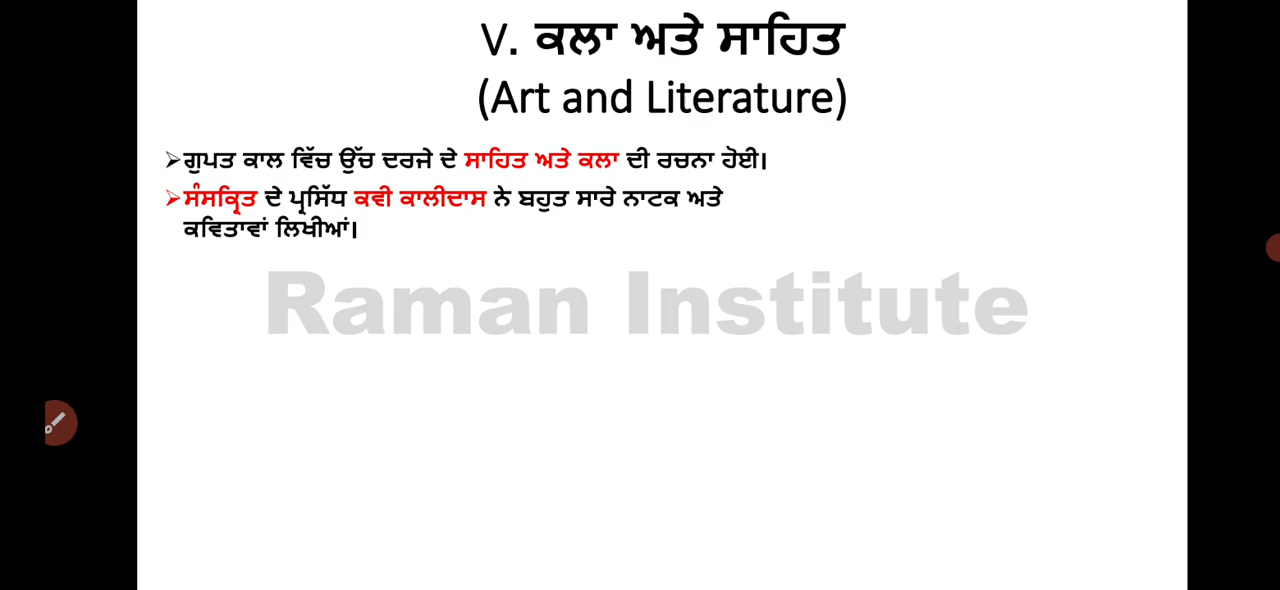 V. ਕਲਾ ਅਤੇ ਸਾਹਿਤ
(Art and Literature)
➢ਗੁਪਤ ਕਾਲ ਵਿੱਚ ਉੱਚ ਦਰਜੇ ਦੇ ਸਾਹਿਤ ਅਤੇ ਕਲਾ ਦੀ ਰਚਨਾ ਹੋਈ।
➢ਸੰਸਕ੍ਰਿਤ ਦੇ ਪ੍ਰਸਿੱਧ ਕਵੀ ਕਾਲੀਦਾਸ ਨੇ ਬਹੁਤ ਸਾਰੇ ਨਾਟਕ ਅਤੇ
ਕਵਿਤਾਵਾਂ ਲਿਖੀਆਂ।
Raman Institute